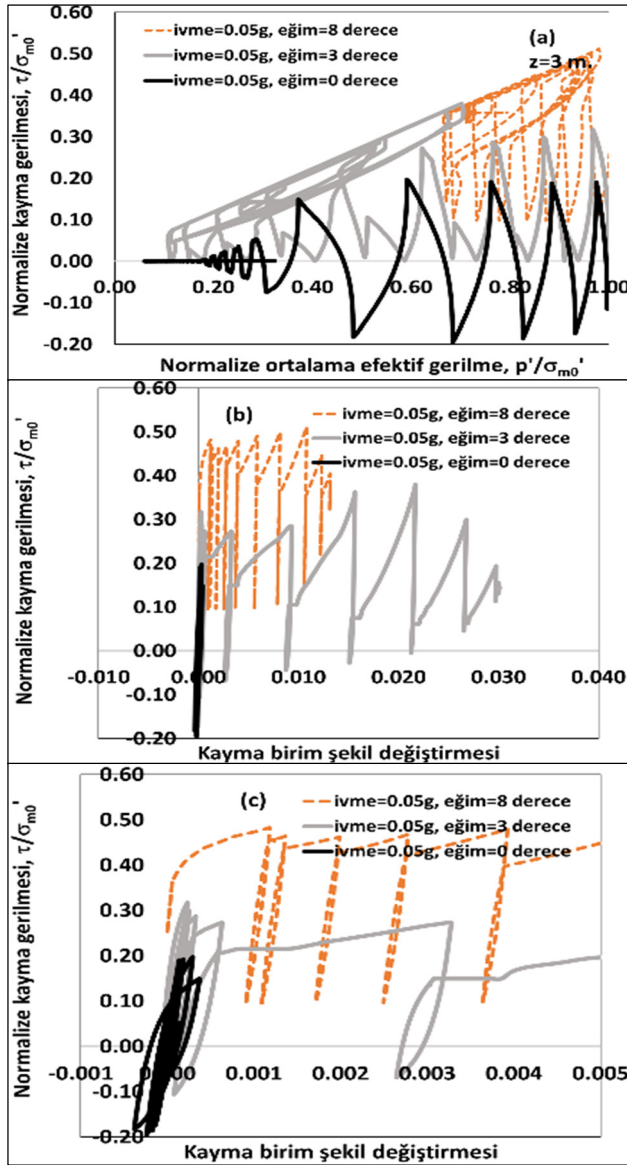 0.60
0.50
0.40
0.30
0.20
0.10
0.00
-0.10
-0.20
Normalize kayma gerilmesi, τ/σm0'
ivme=0.05g, eğim=8 derece
ivme=0.05g, eğim=3 derece
ivme=0.05g, eğim=0 derece
(a)
z=3 m.
0.00 0.20 0.40 0.60 0.80 1.00
Normalize ortalama efektif gerilme, p'/σm0'
0.60
0.50
0.40
0.30
0.20
0.10
0.00
-0.10
-0.20
Normalize kayma gerilmesi, τ/σm0'
(b)
ivme=0.05g, eğim=8 derece
ivme=0.05g, eğim=3 derece
ivme=0.05g, eğim=0 derece
-0.010 0.000 0.010 0.020 0.030 0.040
Kayma birim şekil değiştirmesi
0.60
0.50
0.40
0.30
0.20
0.10
0.00
-0.10
-0.20
Normalize kayma gerilmesi, τ/σm0'
(c)
ivme=0.05g, eğim=8 derece
ivme=0.05g, eğim=3 derece
ivme=0.05g, eğim=0 derece
-0.001 0.000 0.001 0.002 0.003 0.004 0.005
Kayma birim şekil değiştirmesi